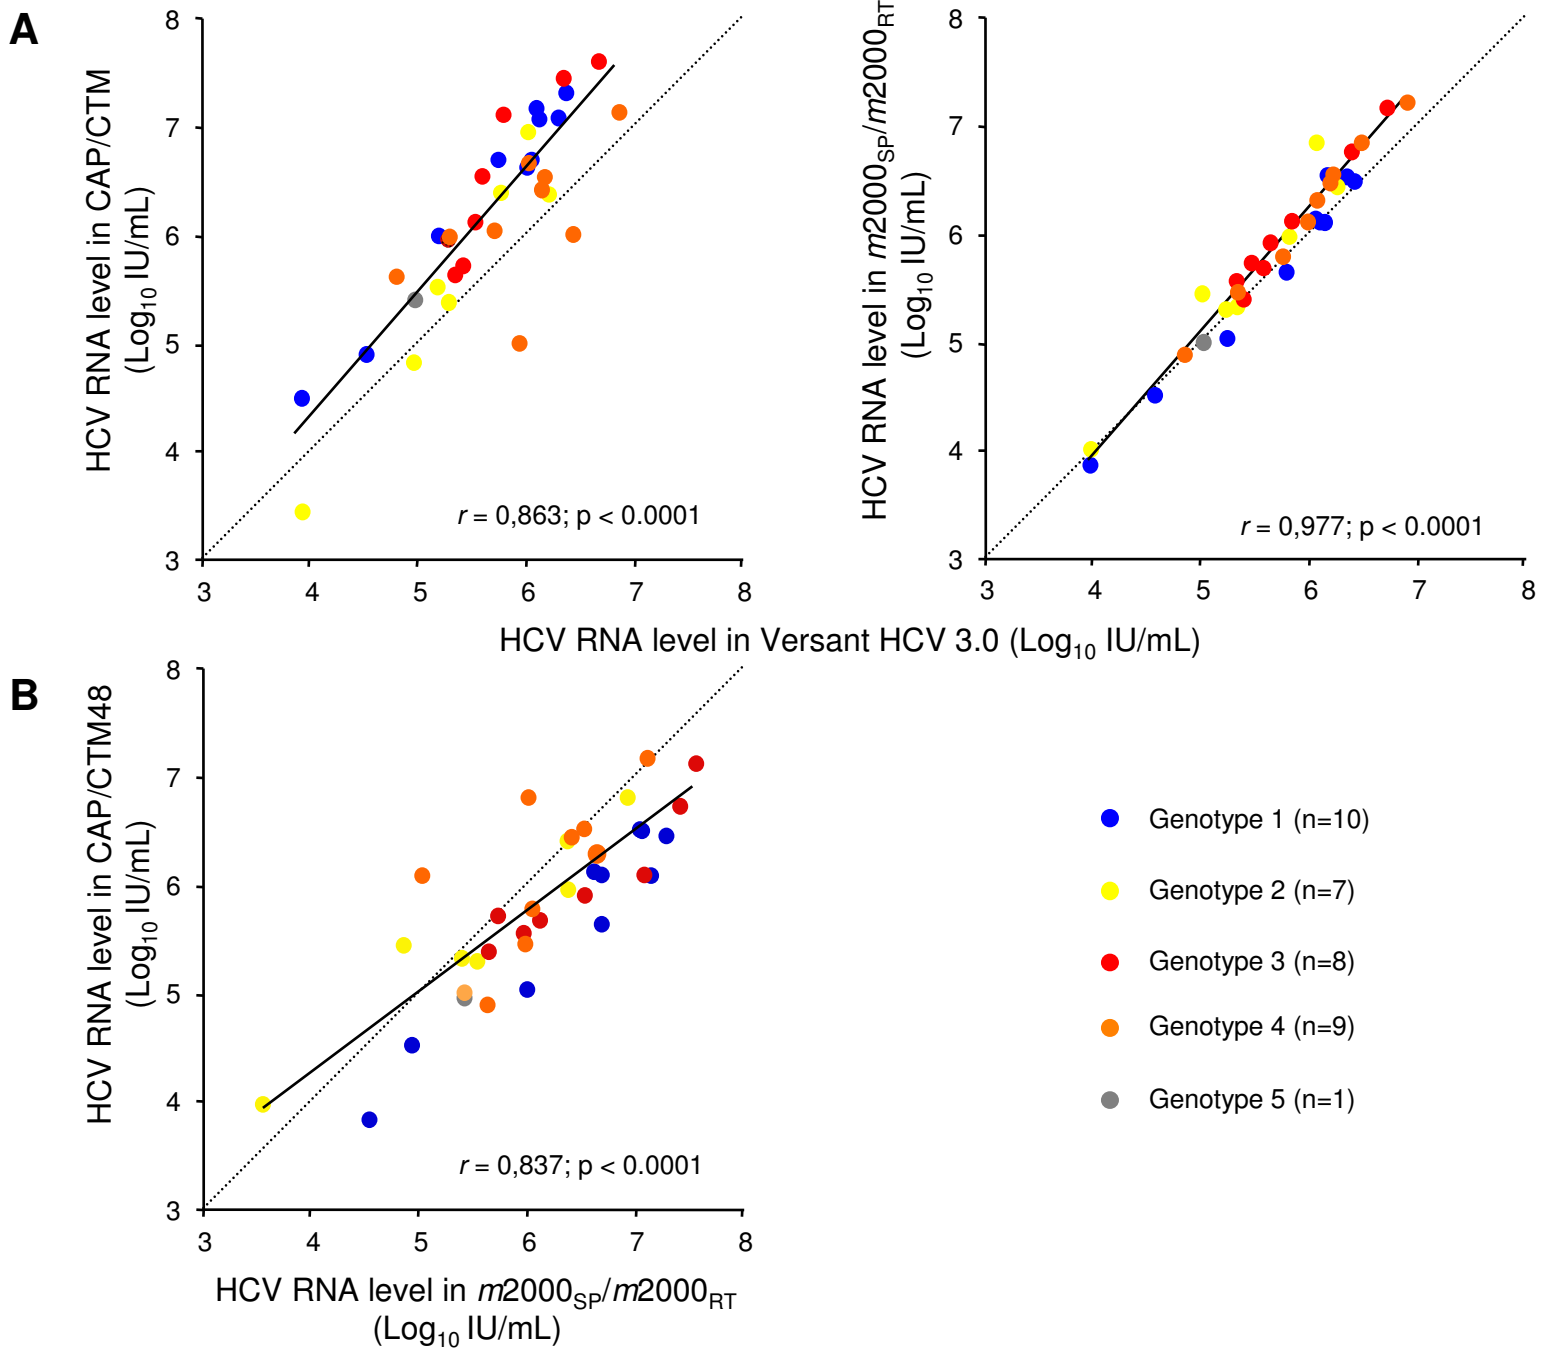 A
HCV RNA level in CAP/CTM
(Log10 IU/mL)
8
7
6
5
4
3
3 4 5 6 7 8
r = 0,863; p < 0.0001
HCV RNA level in m2000SP/m2000RT
(Log10 IU/mL)
8
7
6
5
4
3
3 4 5 6 7 8
r = 0,977; p < 0.0001
HCV RNA level in Versant HCV 3.0 (Log10 IU/mL)
B
HCV RNA level in CAP/CTM48
(Log10 IU/mL)
8
7
6
5
4
3
3 4 5 6 7 8
r = 0,837; p < 0.0001
HCV RNA level in m2000SP/m2000RT
(Log10 IU/mL)
Genotype 1 (n=10)
Genotype 2 (n=7)
Genotype 3 (n=8)
Genotype 4 (n=9)
Genotype 5 (n=1)